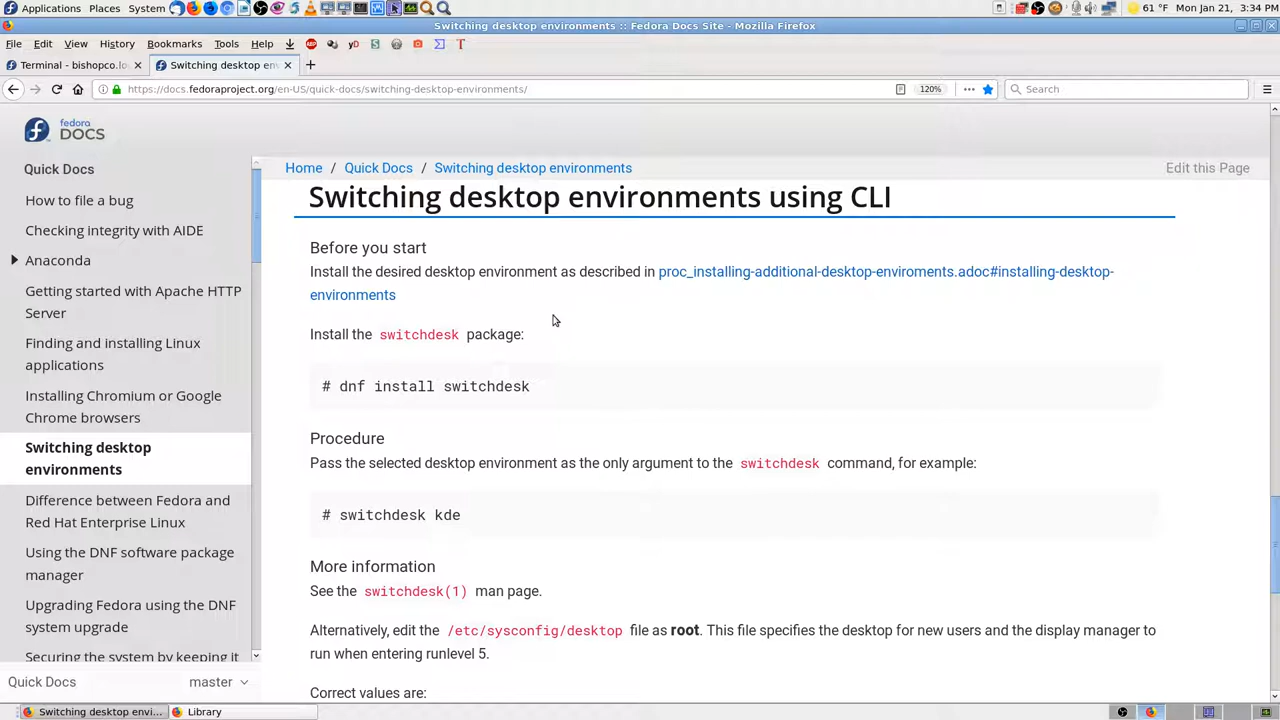 Applications Places System 61 °F Mon Jan 21, 3:34 PM
Switching desktop environments :: Fedora Docs Site - Mozilla Firefox
File Edit View History Bookmarks Tools Help
Terminal - bishopco.lo Switching desktop en
https://docs.fedoraproject.org/en-US/quick-docs/switching-desktop-environments/ 120% Search
fedora
DOCS
Quick Docs
How to file a bug
Checking integrity with AIDE
Anaconda
Getting started with Apache HTTP
Server
Finding and installing Linux
applications
Installing Chromium or Google
Chrome browsers
Switching desktop
environments
Difference between Fedora and
Red Hat Enterprise Linux
Using the DNF software package
manager
Upgrading Fedora using the DNF
system upgrade
Securing the system by keeping it
Quick Docs master
Home / Quick Docs / Switching desktop environments Edit this Page
Switching desktop environments using CLI
Before you start
Install the desired desktop environment as described in proc_installing-additional-desktop-enviroments.adoc#installing-desktop-
environments
Install the switchdesk package:
# dnf install switchdesk
Procedure
Pass the selected desktop environment as the only argument to the switchdesk command, for example:
# switchdesk kde
More information
See the switchdesk(1) man page.
Alternatively, edit the /etc/sysconfig/desktop file as root. This file specifies the desktop for new users and the display manager to
run when entering runlevel 5.
Correct values are:
Switching desktop envi... Library